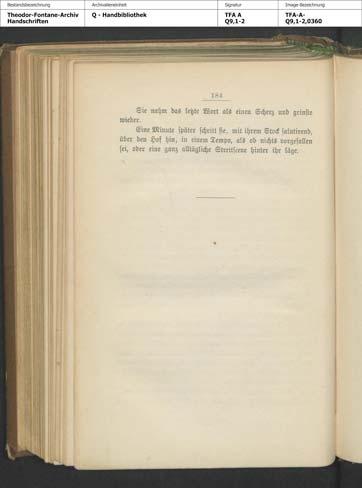 Bestandsbezeichnung
Archivalieneinheit
Signatur
Image-Bezeichnung
Theodor-Fontane-Archiv
Handschriften
Q - Handbibliothek
TFA A
Q9,1-2
TFA-A-
Q9,1-2,0360
184
Sie nahm das letzte Wort als einen Scherz und grinste
wieder.
Eine Minute später schritt sie, mit ihrem Stock salutirend,
über den Hof hin, in einem Tempo, als ob nichts vorgefallen
sei, oder eine ganz alltägliche Streitscene hinter ihr läge.